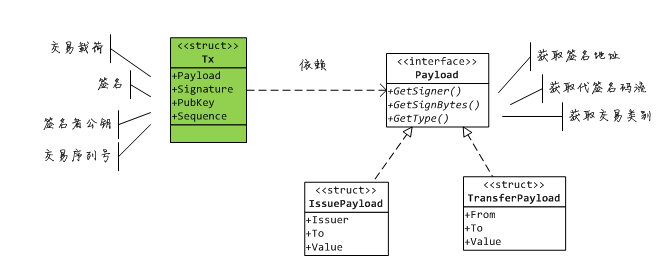 交易载荷
签名
签名者公钥
交易序列号
<<struct>>
Tx
+Payload
+Signature
+PubKey
+Sequence
依赖
<<interface>>
Payload
+GetSigner()
+GetSignBytes()
+GetType()
获取签名地址
获取代签名码流
获取交易类别
<<struct>>
IssuePayload
+Issuer
+To
+Value
<<struct>>
TransferPayload
+From
+To
+Value